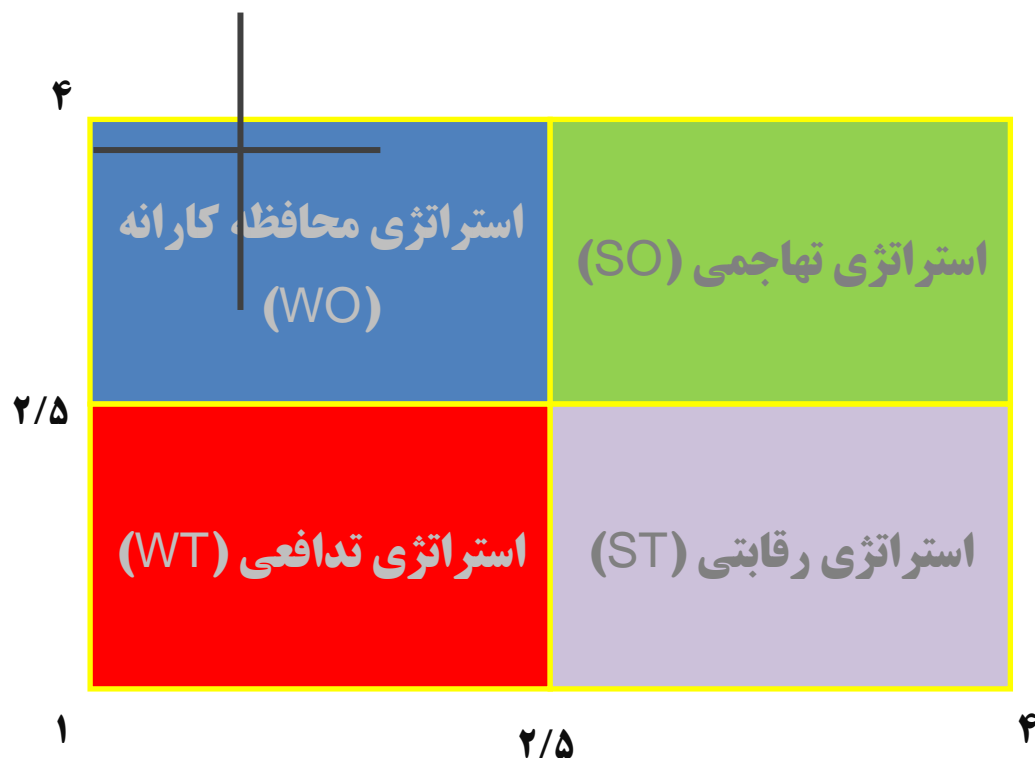 ۴
استراتژی محافظه کارانه
(WO)
استراتژی تهاجمی (SO)
۲/۵
استراتژی تدافعی (WT)
استراتژی رقابتی (ST)
۱
۲/۵
۴